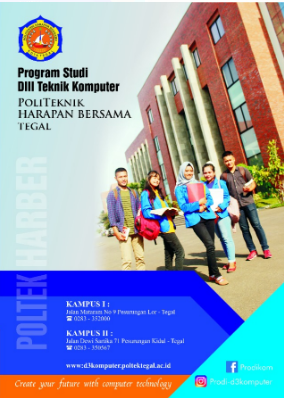 Program Studi
DIII Teknik Komputer
POLITEKNIK
HARAPAN BERSAMA
TEGAL
POLTEK HARBER
KAMPUS I :
Jalan Mataram No 9 Pesurungan Lor - Tegal
☎ 0283 - 352000
KAMPUS II :
Jalan Dewi Sartika 71 Pesurungan Kidul - Tegal
☎ 0283 - 350567
www.d3komputer.poltektegal.ac.id
Prodikom
Prodi-d3komputer
Create your future with computer technology